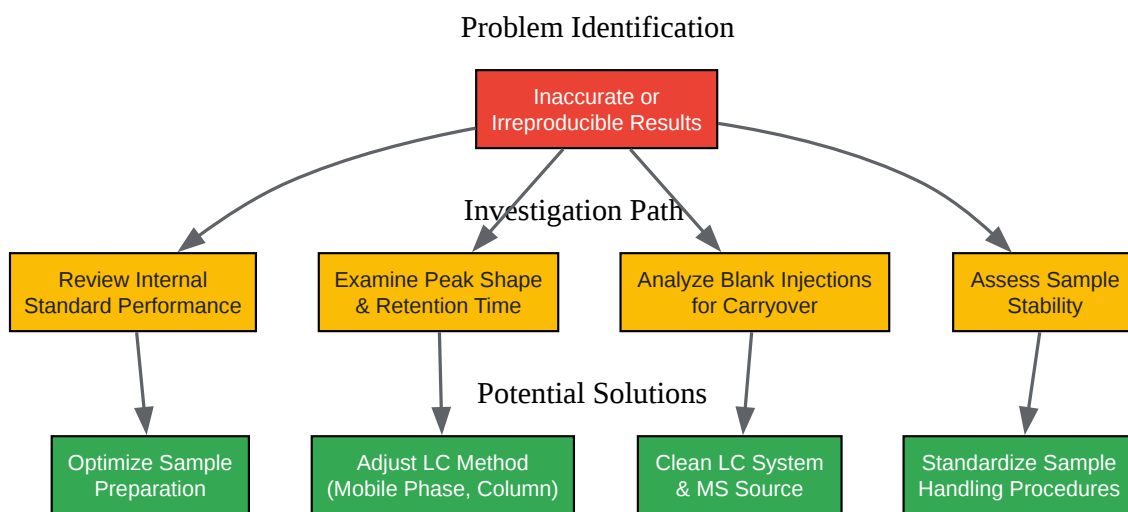 Problem Identification
Inaccurate or
Irreproducible Results
Investigation Path
Review Internal
Standard Performance
Examine Peak Shape
& Retention Time
Analyze Blank Injections
for Carryover
Assess Sample
Stability
Potential Solutions
Optimize Sample
Preparation
Adjust LC Method
(Mobile Phase, Column)
Clean LC System
& MS Source
Standardize Sample
Handling Procedures